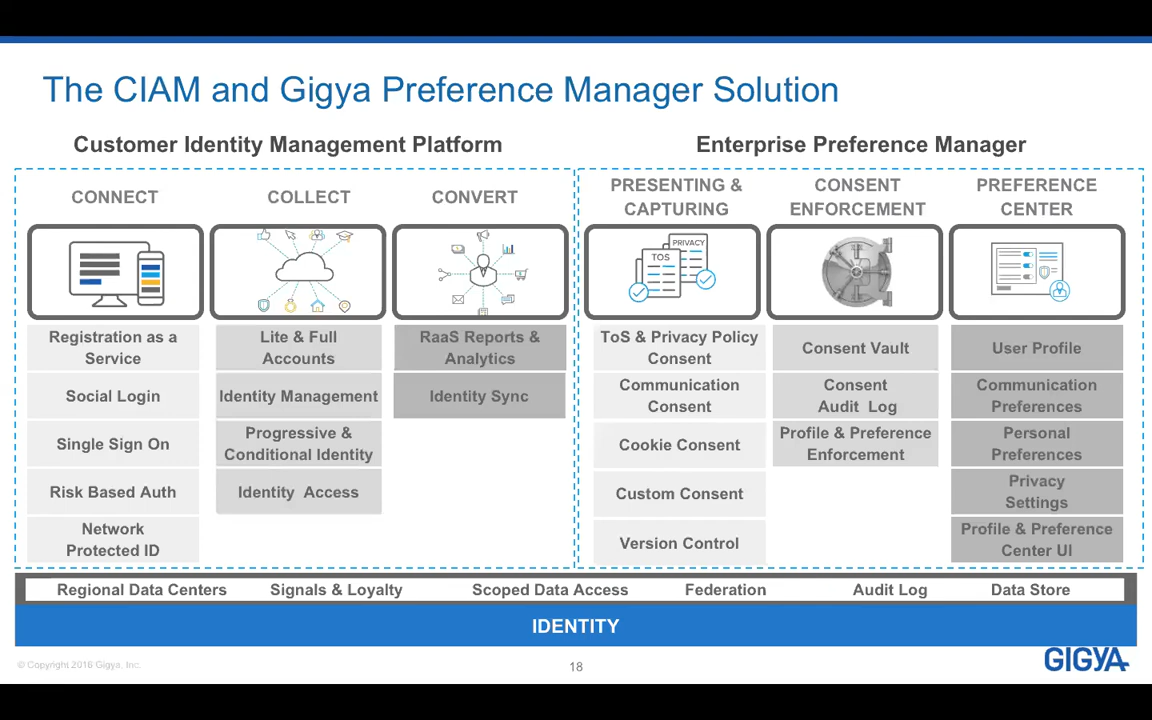 The CIAM and Gigya Preference Manager Solution
Customer Identity Management Platform
Enterprise Preference Manager
CONNECT
COLLECT
CONVERT
PRESENTING &
CAPTURING
CONSENT
ENFORCEMENT
PREFERENCE
CENTER
TOS
PRIVACY
Registration as a
Service
Social Login
Single Sign On
Risk Based Auth
Network
Protected ID
Lite & Full
Accounts
Identity Management
Progressive &
Conditional Identity
Identity Access
RaaS Reports &
Analytics
Identity Sync
ToS & Privacy Policy
Consent
Communication
Consent
Cookie Consent
Custom Consent
Version Control
Consent Vault
Consent
Audit Log
Profile & Preference
Enforcement
User Profile
Communication
Preferences
Personal
Preferences
Privacy
Settings
Profile & Preference
Center UI
Regional Data Centers
Signals & Loyalty
Scoped Data Access
Federation
Audit Log
Data Store
IDENTITY
© Copyright 2016 Gigya, Inc.
18
GIGYA